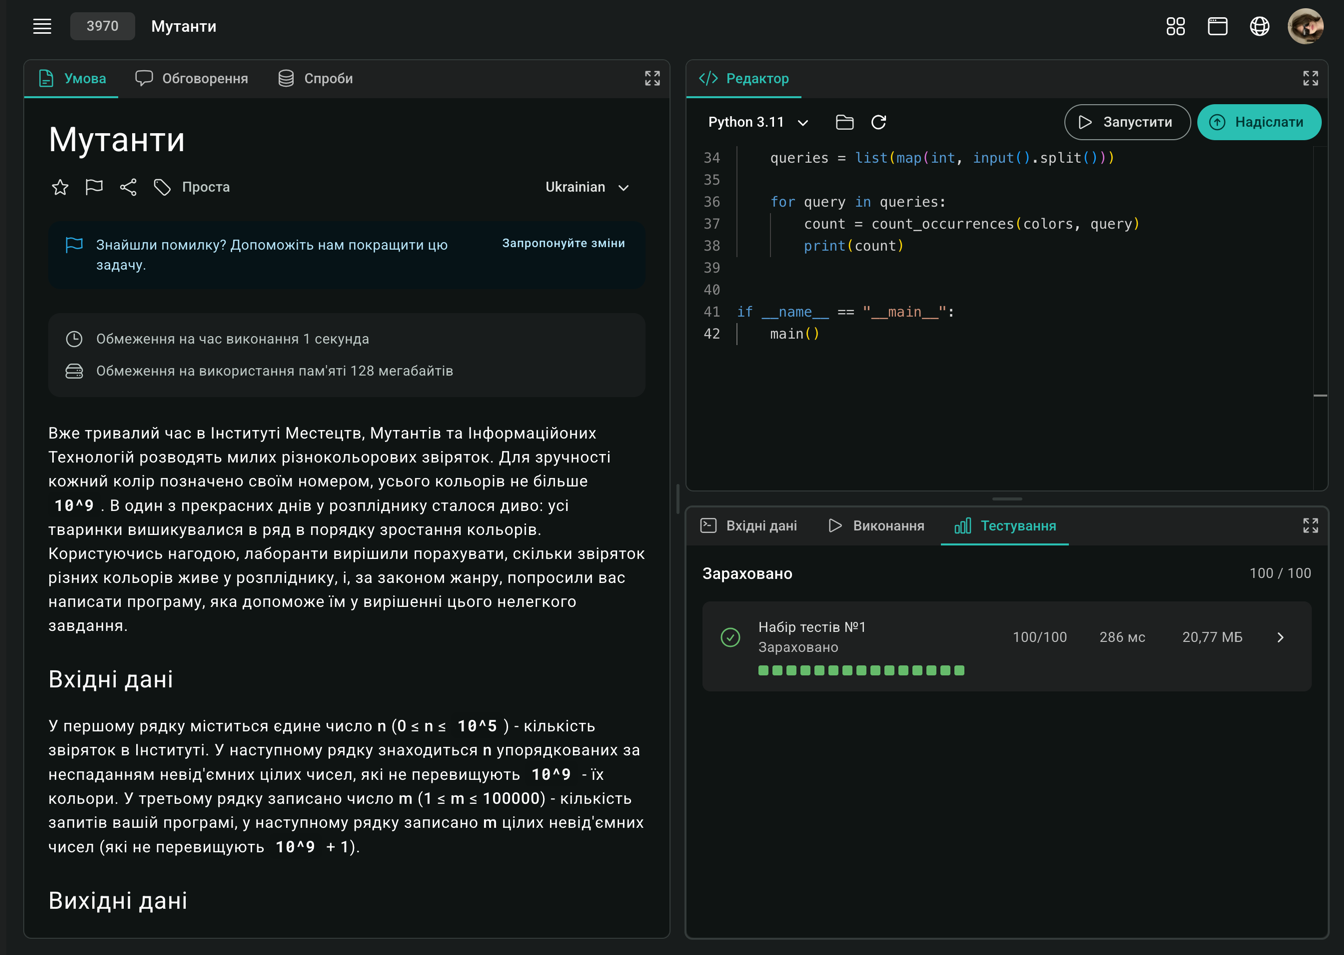 3970
Мутанти
Умова
Обговорення
Спроби
Мутанти
Проста
Ukrainian
Знайшли помилку? Допоможіть нам покращити цю
задачу.
Запропонуйте зміни
Обмеження на час виконання 1 секунда
Обмеження на використання пам'яті 128 мегабайтів
Вже тривалий час в Інституті Местецтв, Мутантів та Інформаційоних
Технологій розводять милих різнокольорових звіряток. Для зручності
кожний колір позначено своїм номером, усього кольорів не більше
10^9 . В один з прекрасних днів у розпліднику сталося диво: усі
тваринки вишикувалися в ряд в порядку зростання кольорів.
Користуючись нагодою, лаборанти вирішили порахувати, скільки звіряток
різних кольорів живе у розпліднику, і, за законом жанру, попросили вас
написати програму, яка допоможе їм у вирішенні цього нелегкого
завдання.
Вхідні дані
У першому рядку міститься єдине число n (0 ≤ n ≤ 10^5 ) - кількість
звіряток в Інституті. У наступному рядку знаходиться n упорядкованих за
неспаданням невід'ємних цілих чисел, які не перевищують 10^9 - їх
кольори. У третьому рядку записано число m (1 ≤ m ≤ 100000) - кількість
запитів вашій програмі, у наступному рядку записано m цілих невід'ємних
чисел (які не перевищують 10^9 + 1).
Вихідні дані
Редактор
Python 3.11
Запустити
Надіслати
34 queries = list(map(int, input().split()))
35
36 for query in queries:
37 count = count_occurrences(colors, query)
38 print(count)
39
40
41 if __name__ == "__main__":
42 main()
Вхідні дані
Виконання
Тестування
Зараховано
100 / 100
Набір тестів №1
Зараховано
100/100
286 мс
20,77 МБ